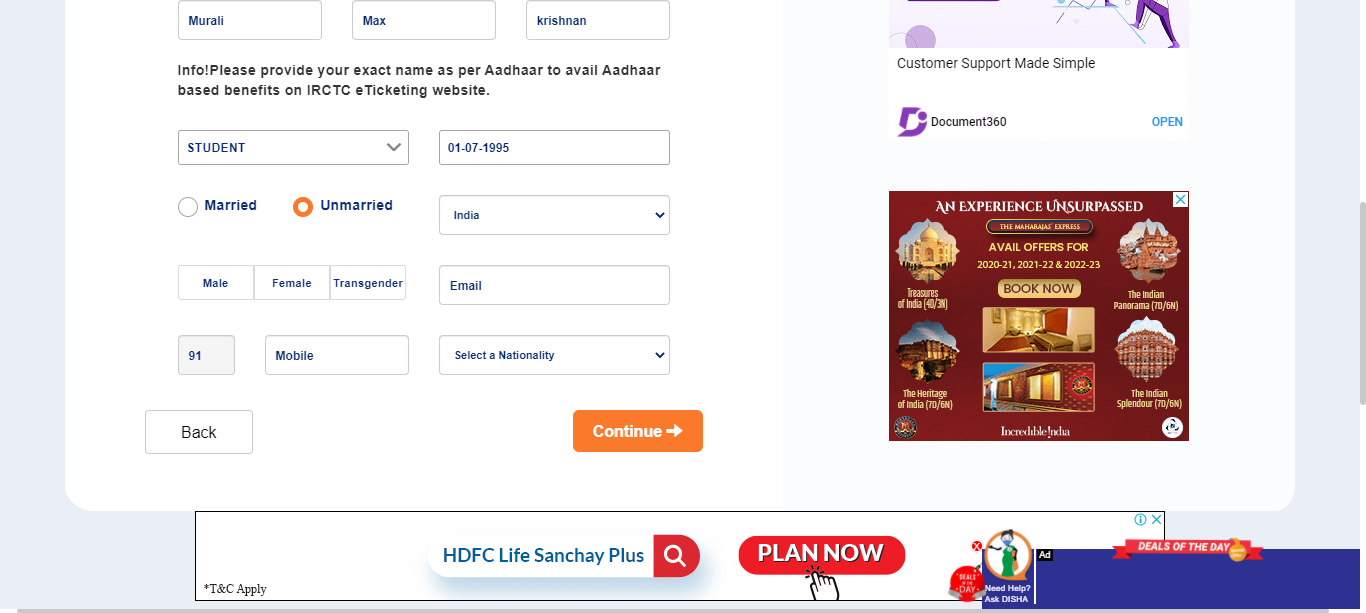 Murali
Max
krishnan
Info!Please provide your exact name as per Aadhaar to avail Aadhaar
based benefits on IRCTC eTicketing website.
STUDENT
01-07-1995
Married
Unmarried
India
Male
Female
Transgender
Email
91
Mobile
Select a Nationality
Back
Continue
Customer Support Made Simple
Document360
OPEN
AN EXPERIENCE UNSURPASSED
THE MAHARAJAS' EXPRESS
AVAIL OFFERS FOR
2020-21, 2021-22 & 2022-23
BOOK NOW
Treasures
of India (4D/3N)
The Indian
Panorama (7D/6N)
The Heritage
of India (7D/6N)
The Indian
Splendour (7D/6N)
Incredible!ndia
HDFC Life Sanchay Plus
PLAN NOW
*T&C Apply
Ad
DEALS OF THE DAY
DEALS
OF THE
DAY
Need Help?
Ask DISHA